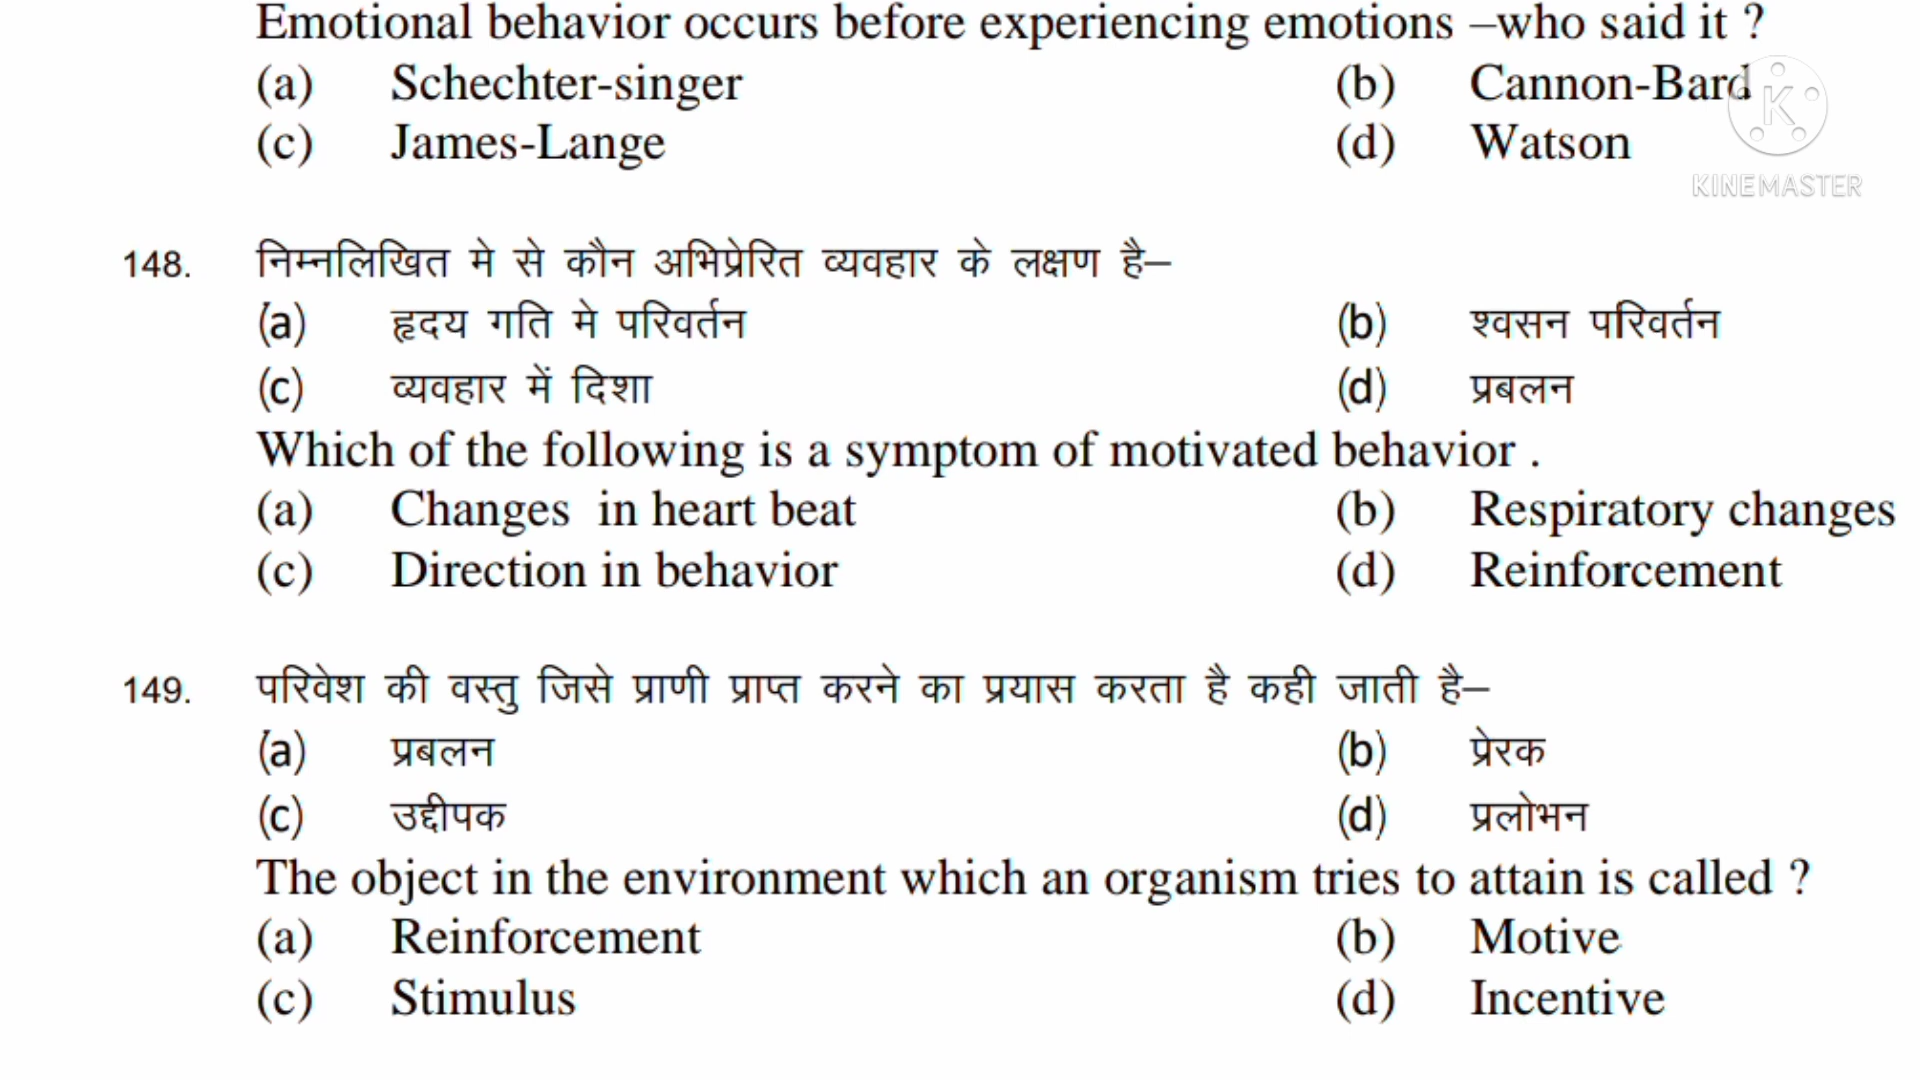 Emotional behavior occurs before experiencing emotions –who said it ?
(a) Schechter-singer (b) Cannon-Bard
(c) James-Lange (d) Watson
K
KINEMASTER
148. निम्नलिखित मे से कौन अभिप्रेरित व्यवहार के लक्षण है–
(a) हृदय गति मे परिवर्तन (b) श्वसन परिवर्तन
(c) व्यवहार में दिशा (d) प्रबलन
Which of the following is a symptom of motivated behavior .
(a) Changes in heart beat (b) Respiratory changes
(c) Direction in behavior (d) Reinforcement
149. परिवेश की वस्तु जिसे प्राणी प्राप्त करने का प्रयास करता है कही जाती है–
(a) प्रबलन (b) प्रेरक
(c) उद्दीपक (d) प्रलोभन
The object in the environment which an organism tries to attain is called ?
(a) Reinforcement (b) Motive
(c) Stimulus (d) Incentive